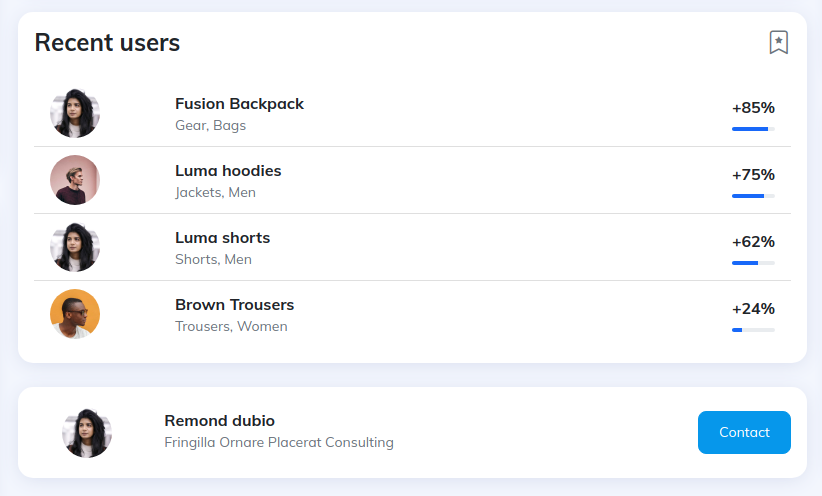 Recent users
Fusion Backpack
Gear, Bags
+85%
Luma hoodies
Jackets, Men
+75%
Luma shorts
Shorts, Men
+62%
Brown Trousers
Trousers, Women
+24%
Remond dubio
Fringilla Ornare Placerat Consulting
Contact